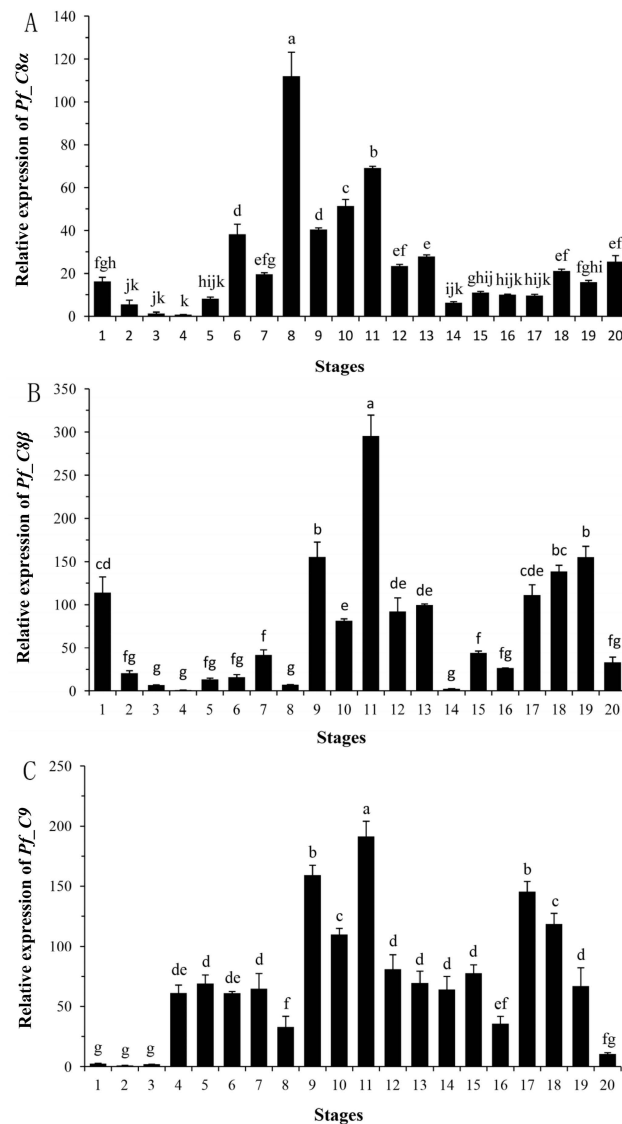 A
Relative expression of Pf_C8α
140
120
100
80
60
40
20
0
fgh jk jk k hijk d efg a d c b ef e ijk ghij hijk hijk ef fghi ef
1 2 3 4 5 6 7 8 9 10 11 12 13 14 15 16 17 18 19 20
Stages
B
Relative expression of Pf_C8β
350
300
250
200
150
100
50
0
cd fg g g fg fg f g b e a de de g f fg cde bc b fg
1 2 3 4 5 6 7 8 9 10 11 12 13 14 15 16 17 18 19 20
Stages
C
Relative expression of Pf_C9
250
200
150
100
50
0
g g g de d de d f b c a d d d d ef b c d fg
1 2 3 4 5 6 7 8 9 10 11 12 13 14 15 16 17 18 19 20
Stages